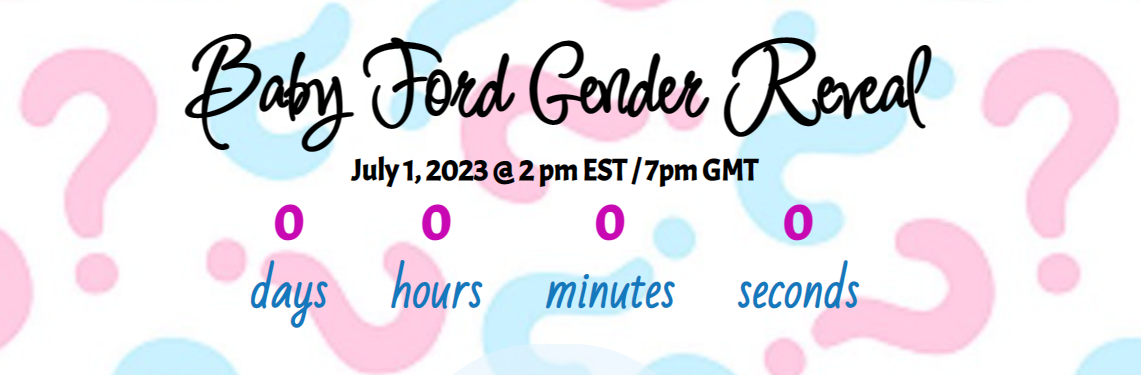 Baby Ford Gender Reveal
July 1, 2023 @ 2 pm EST / 7pm GMT
0 0 0 0
days hours minutes seconds